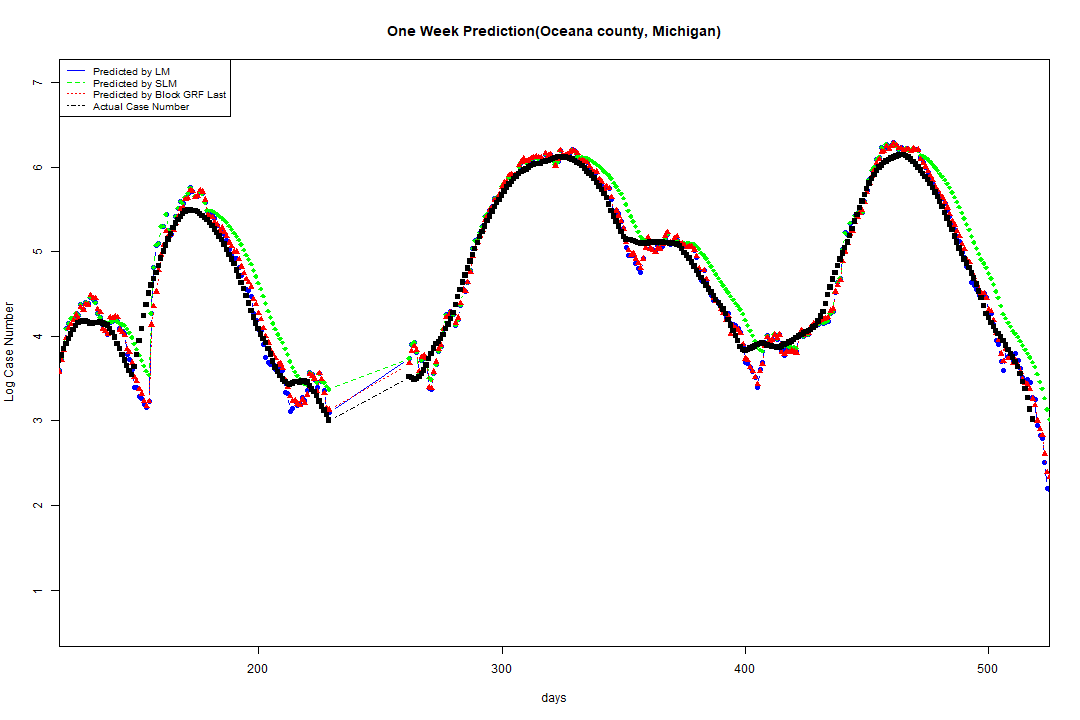 One Week Prediction(Oceana county, Michigan)
Predicted by LM
Predicted by SLM
Predicted by Block GRF Last
Actual Case Number
7
6
5
4
3
2
1
Log Case Number
200
300
400
500
days